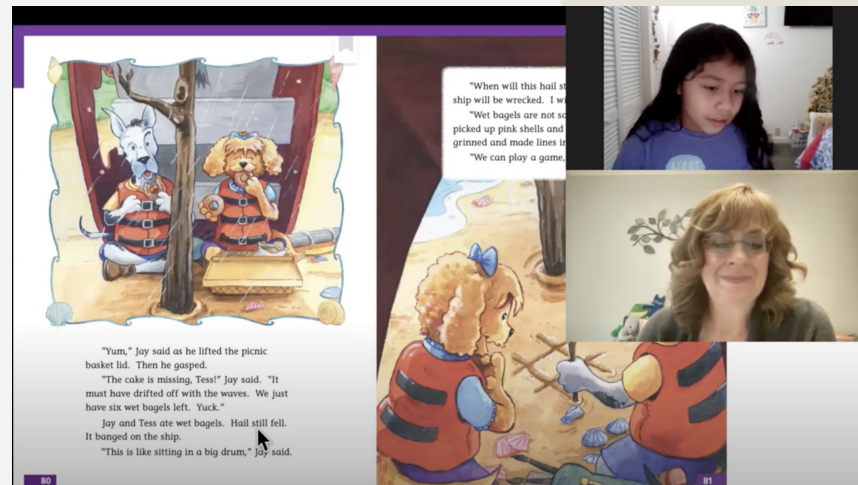 "Yum," Jay said as he lifted the picnic
basket lid. Then he gasped.
"The cake is missing, Tess!" Jay said. "It
must have drifted off with the waves. We just
have six wet bagels left. Yuck."
Jay and Tess ate wet bagels. Hail still fell.
It banged on the ship.
"This is like sitting in a big drum," Jay said.
80
"When will this hail
ship will be wrecked. I
"Wet bagels are not
picked up pink shells and
grinned and made lines
"We can play a game,
81